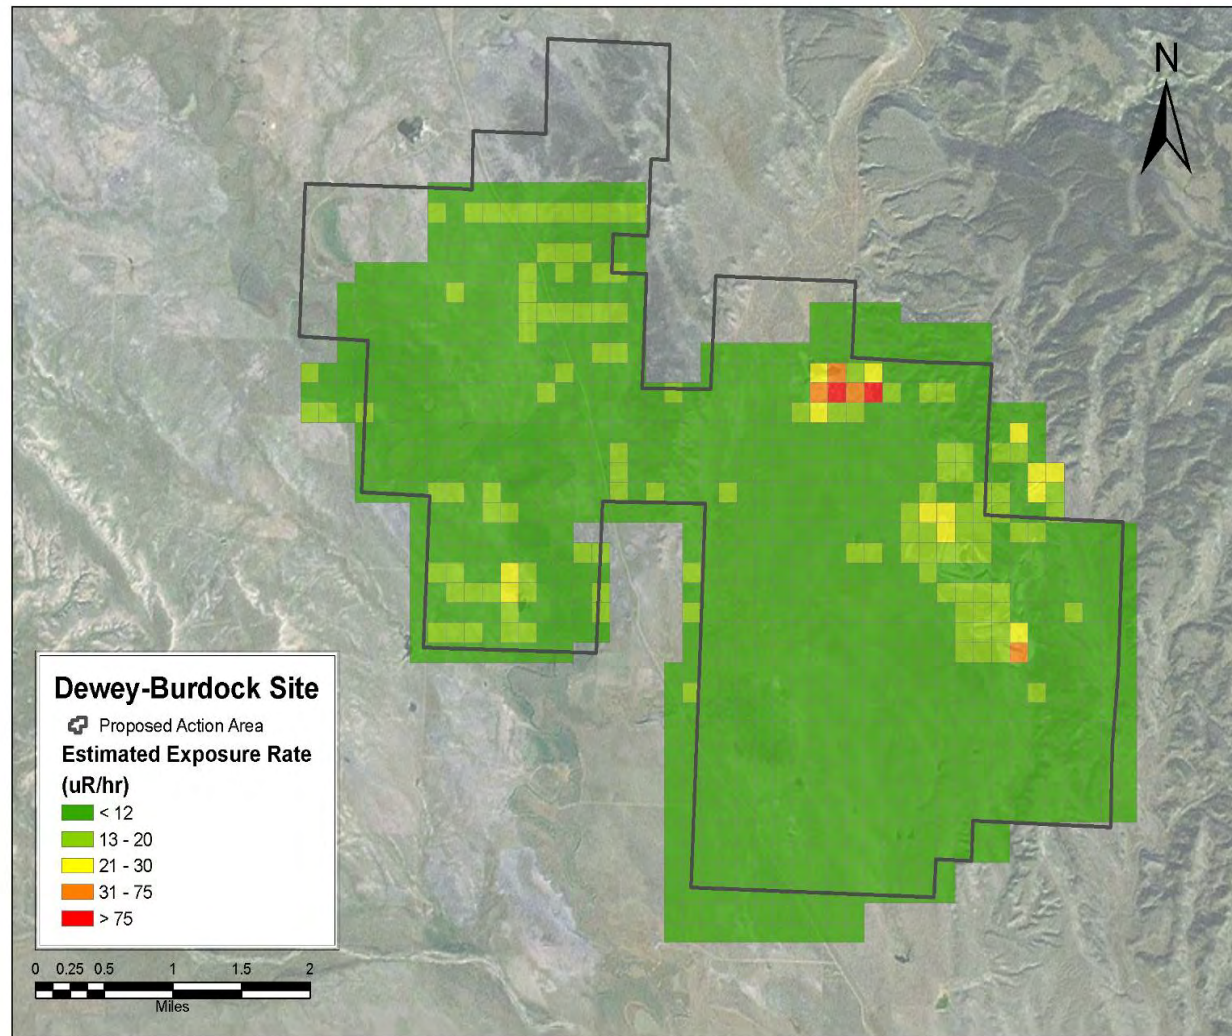 N
Dewey-Burdock Site
Proposed Action Area
Estimated Exposure Rate
(uR/hr)
< 12
13 - 20
21 - 30
31 - 75
> 75
0 0.25 0.5 1 1.5 2
Miles